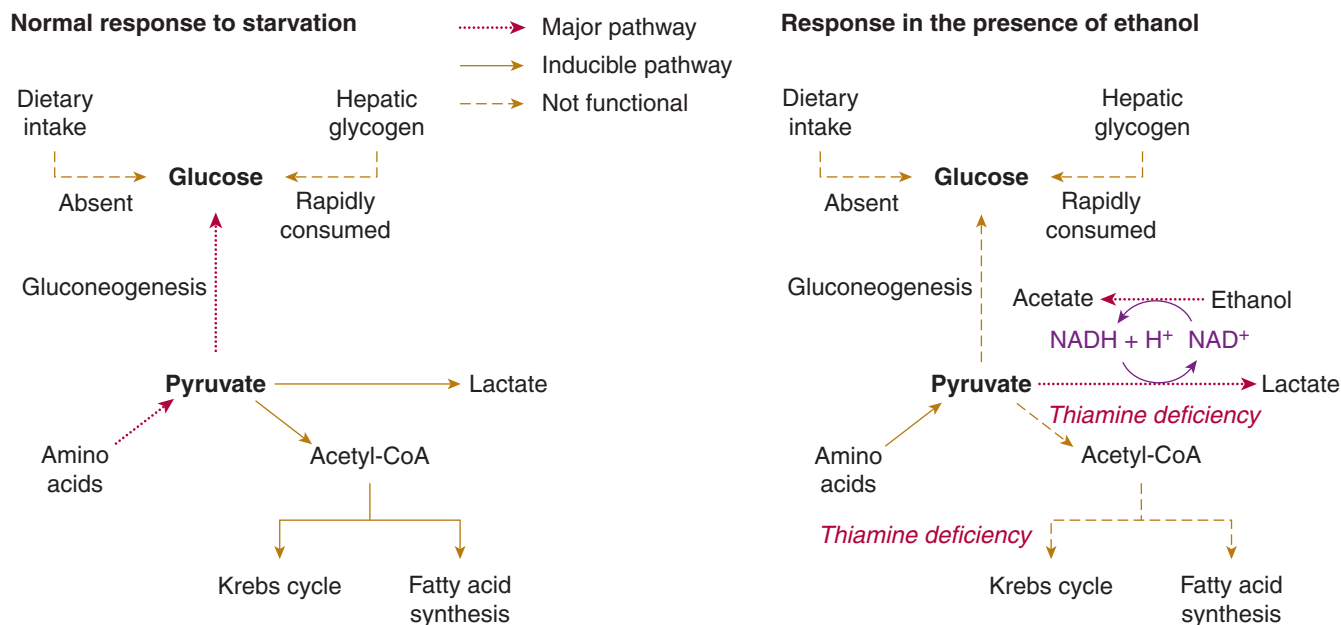 Normal response to starvation
Major pathway
Inducible pathway
Not functional
Dietary
intake
Hepatic
glycogen
Glucose
Absent
Rapidly
consumed
Gluconeogenesis
Pyruvate
Lactate
Amino
acids
Acetyl-CoA
Krebs cycle
Fatty acid
synthesis
Response in the presence of ethanol
Dietary
intake
Hepatic
glycogen
Glucose
Absent
Rapidly
consumed
Gluconeogenesis
Acetate
Ethanol
NADH + H⁺ NAD⁺
Pyruvate
Lactate
Thiamine deficiency
Amino
acids
Acetyl-CoA
Thiamine deficiency
Krebs cycle
Fatty acid
synthesis